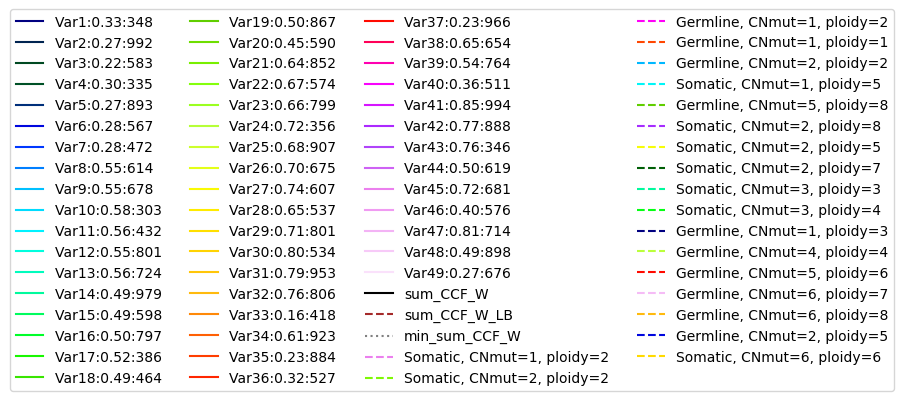 Var1:0.33:348
Var2:0.27:992
Var3:0.22:583
Var4:0.30:335
Var5:0.27:893
Var6:0.28:567
Var7:0.28:472
Var8:0.55:614
Var9:0.55:678
Var10:0.58:303
Var11:0.56:432
Var12:0.55:801
Var13:0.56:724
Var14:0.49:979
Var15:0.49:598
Var16:0.50:797
Var17:0.52:386
Var18:0.49:464
Var19:0.50:867
Var20:0.45:590
Var21:0.64:852
Var22:0.67:574
Var23:0.66:799
Var24:0.72:356
Var25:0.68:907
Var26:0.70:675
Var27:0.74:607
Var28:0.65:537
Var29:0.71:801
Var30:0.80:534
Var31:0.79:953
Var32:0.76:806
Var33:0.16:418
Var34:0.61:923
Var35:0.23:884
Var36:0.32:527
Var37:0.23:966
Var38:0.65:654
Var39:0.54:764
Var40:0.36:511
Var41:0.85:994
Var42:0.77:888
Var43:0.76:346
Var44:0.50:619
Var45:0.72:681
Var46:0.40:576
Var47:0.81:714
Var48:0.49:898
Var49:0.27:676
sum_CCF_W
sum_CCF_W_LB
min_sum_CCF_W
Somatic, CNmut=1, ploidy=2
Somatic, CNmut=2, ploidy=2
Germline, CNmut=1, ploidy=2
Germline, CNmut=1, ploidy=1
Germline, CNmut=2, ploidy=2
Somatic, CNmut=1, ploidy=5
Germline, CNmut=5, ploidy=8
Somatic, CNmut=2, ploidy=8
Somatic, CNmut=2, ploidy=5
Somatic, CNmut=2, ploidy=7
Somatic, CNmut=3, ploidy=3
Somatic, CNmut=3, ploidy=4
Germline, CNmut=1, ploidy=3
Germline, CNmut=4, ploidy=4
Germline, CNmut=5, ploidy=6
Germline, CNmut=6, ploidy=7
Germline, CNmut=6, ploidy=8
Germline, CNmut=2, ploidy=5
Somatic, CNmut=6, ploidy=6